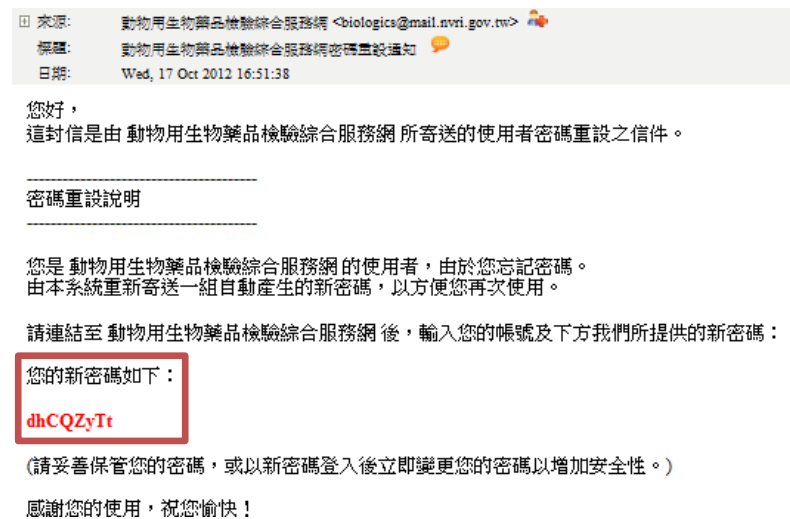 來源: 動物用生物藥品檢驗綜合服務網 <biologics@mail.nvri.gov.tw>
標題: 動物用生物藥品檢驗綜合服務網密碼重設通知
日期: Wed, 17 Oct 2012 16:51:38
您好，
這封信是由 動物用生物藥品檢驗綜合服務網 所寄送的使用者密碼重設之信件。
---------------------------------------
密碼重設說明
---------------------------------------
您是 動物用生物藥品檢驗綜合服務網 的使用者，由於您忘記密碼。
由本系統重新寄送一組自動產生的新密碼，以方便您再次使用。
請連結至 動物用生物藥品檢驗綜合服務網 後，輸入您的帳號及下方我們所提供的新密碼：
您的新密碼如下：
dhCQZyTt
(請妥善保管您的密碼，或以新密碼登入後立即變更您的密碼以增加安全性。)
感謝您的使用，祝您愉快！